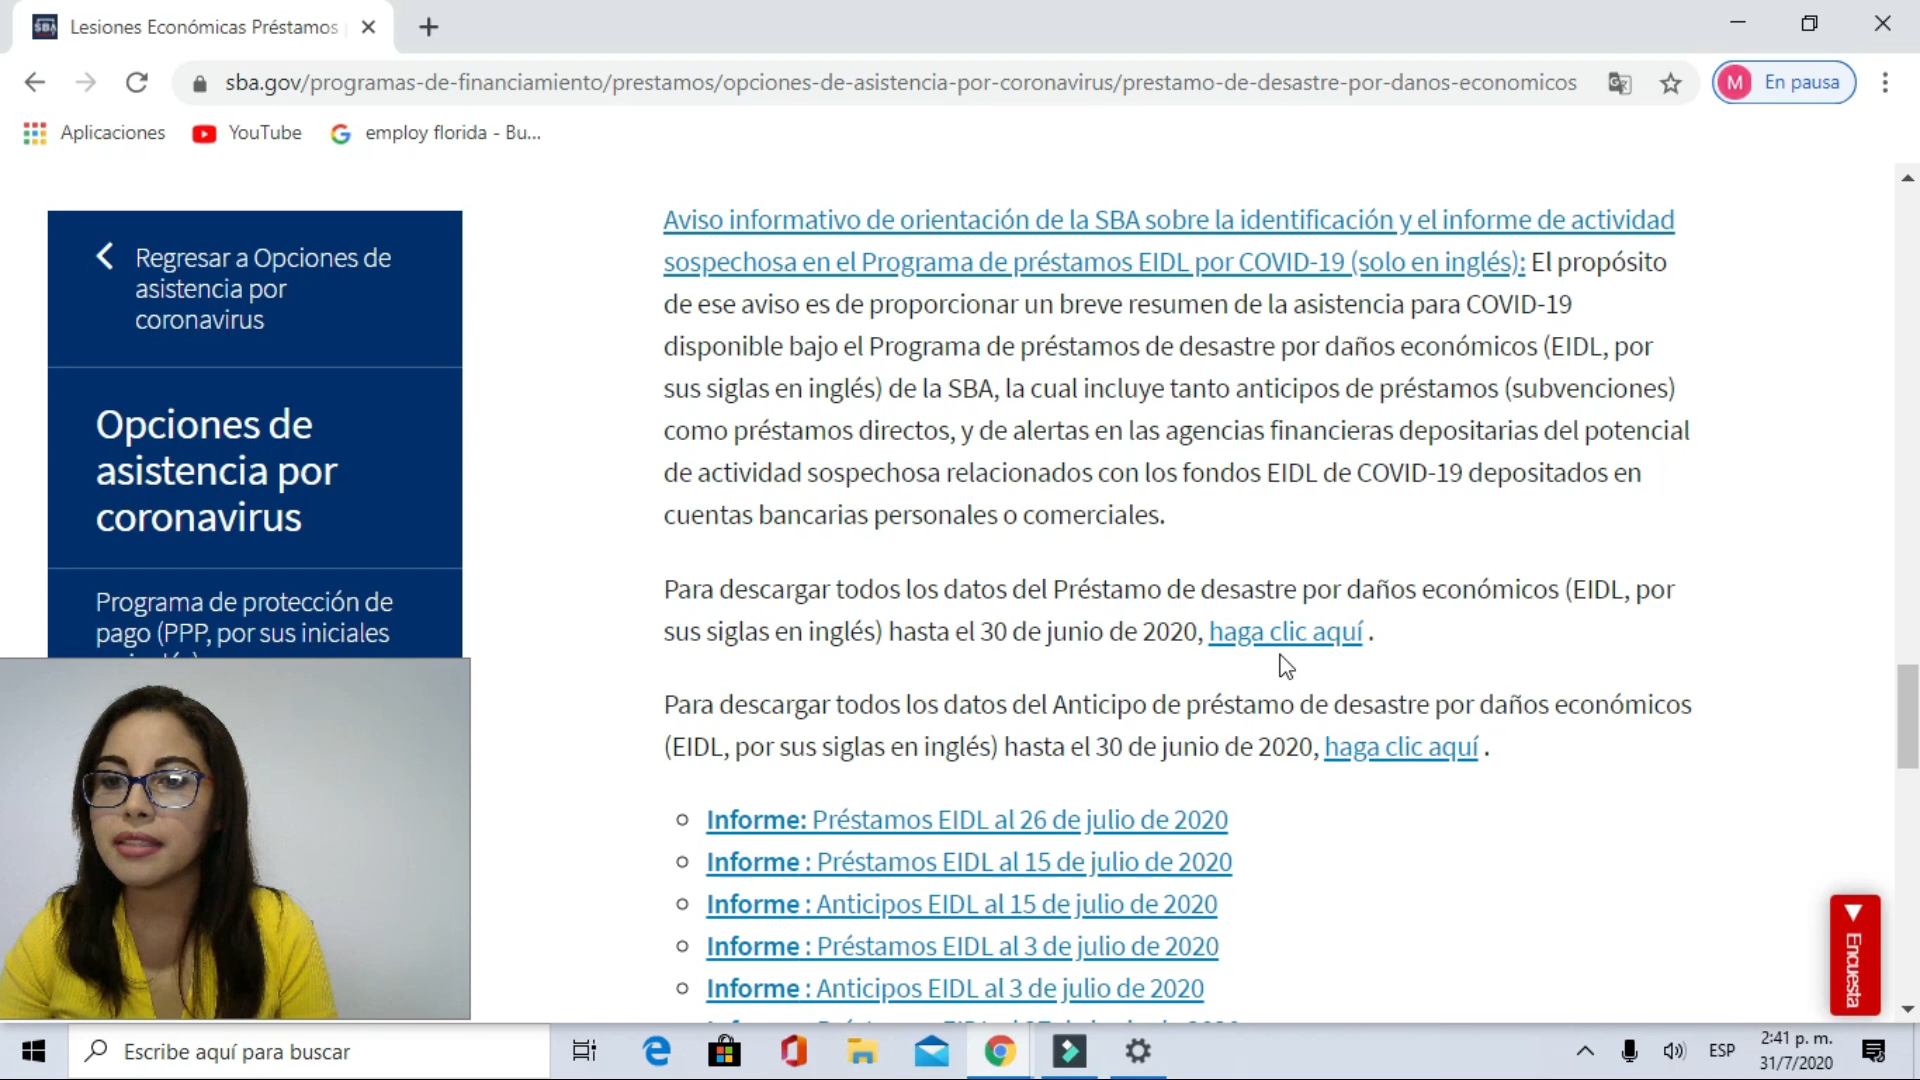 SBA
Lesiones Económicas Préstamos
sba.gov/programas-de-financiamiento/prestamos/opciones-de-asistencia-por-coronavirus/prestamo-de-desastre-por-danos-economicos
M En pausa
Aplicaciones
YouTube
employ florida - Bu...
Regresar a Opciones de
asistencia por
coronavirus
Opciones de
asistencia por
coronavirus
Programa de protección de
pago (PPP, por sus iniciales
Aviso informativo de orientación de la SBA sobre la identificación y el informe de actividad
sospechosa en el Programa de préstamos EIDL por COVID-19 (solo en inglés): El propósito
de ese aviso es de proporcionar un breve resumen de la asistencia para COVID-19
disponible bajo el Programa de préstamos de desastre por daños económicos (EIDL, por
sus siglas en inglés) de la SBA, la cual incluye tanto anticipos de préstamos (subvenciones)
como préstamos directos, y de alertas en las agencias financieras depositarias del potencial
de actividad sospechosa relacionados con los fondos EIDL de COVID-19 depositados en
cuentas bancarias personales o comerciales.
Para descargar todos los datos del Préstamo de desastre por daños económicos (EIDL, por
sus siglas en inglés) hasta el 30 de junio de 2020, haga clic aquí .
Para descargar todos los datos del Anticipo de préstamo de desastre por daños económicos
(EIDL, por sus siglas en inglés) hasta el 30 de junio de 2020, haga clic aquí .
Informe: Préstamos EIDL al 26 de julio de 2020
Informe : Préstamos EIDL al 15 de julio de 2020
Informe : Anticipos EIDL al 15 de julio de 2020
Informe : Préstamos EIDL al 3 de julio de 2020
Informe : Anticipos EIDL al 3 de julio de 2020
Encuesta
Escribe aquí para buscar
ESP
2:41 p. m.
31/7/2020